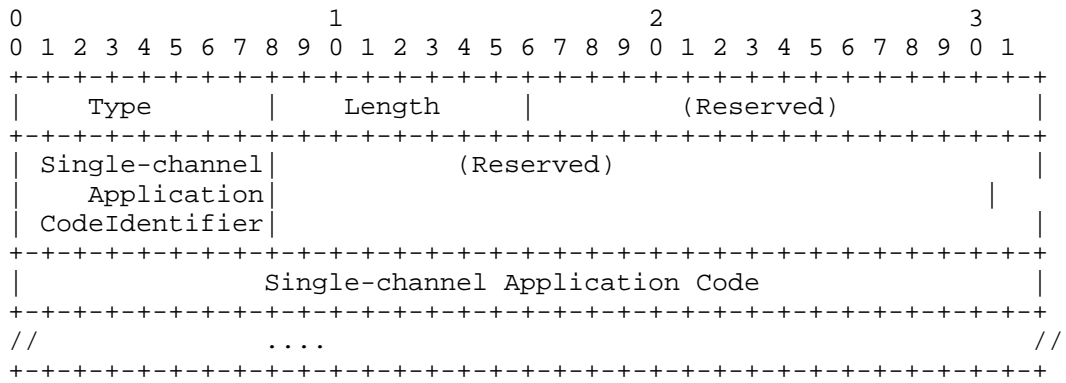 0                   1                   2                   3
0 1 2 3 4 5 6 7 8 9 0 1 2 3 4 5 6 7 8 9 0 1 2 3 4 5 6 7 8 9 0 1
+-+-+-+-+-+-+-+-+-+-+-+-+-+-+-+-+-+-+-+-+-+-+-+-+-+-+-+-+-+-+-+-+
|    Type       |    Length     |         (Reserved)            |
+-+-+-+-+-+-+-+-+-+-+-+-+-+-+-+-+-+-+-+-+-+-+-+-+-+-+-+-+-+-+-+-+
| Single-channel|           (Reserved)                          |
|    Application|                                            |
| CodeIdentifier|                                               |
+-+-+-+-+-+-+-+-+-+-+-+-+-+-+-+-+-+-+-+-+-+-+-+-+-+-+-+-+-+-+-+-+
|               Single-channel Application Code                 |
+-+-+-+-+-+-+-+-+-+-+-+-+-+-+-+-+-+-+-+-+-+-+-+-+-+-+-+-+-+-+-+-+
//              ....                                            //
+-+-+-+-+-+-+-+-+-+-+-+-+-+-+-+-+-+-+-+-+-+-+-+-+-+-+-+-+-+-+-+-+